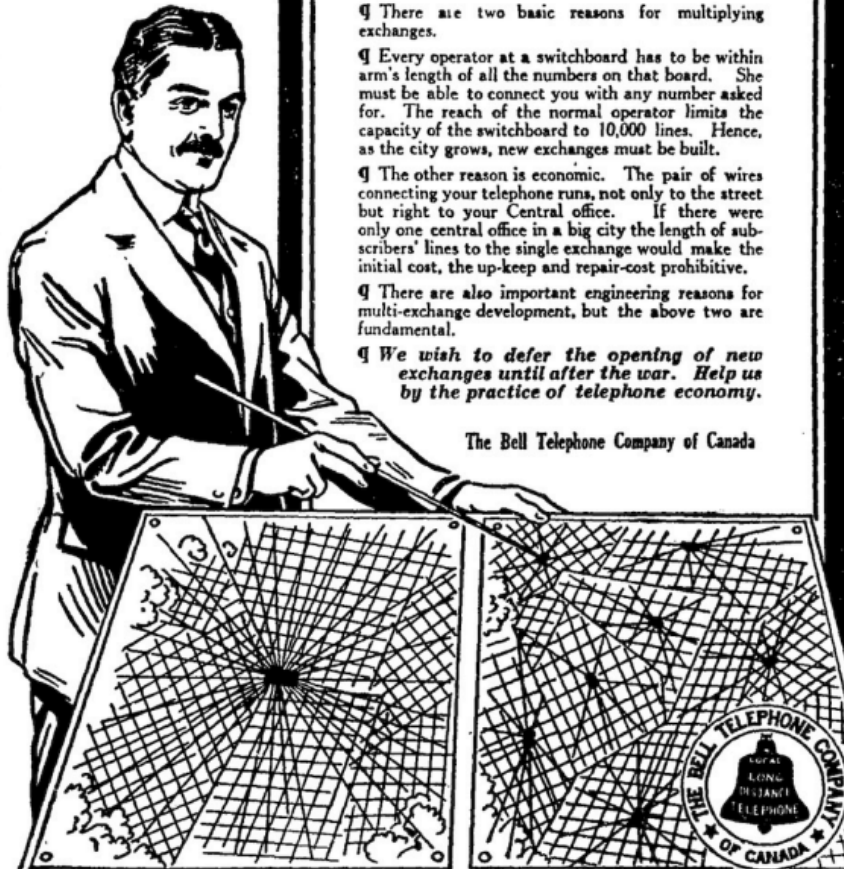 ¶ There are two basic reasons for multiplying
exchanges.
¶ Every operator at a switchboard has to be within
arm's length of all the numbers on that board. She
must be able to connect you with any number asked
for. The reach of the normal operator limits the
capacity of the switchboard to 10,000 lines. Hence,
as the city grows, new exchanges must be built.
¶ The other reason is economic. The pair of wires
connecting your telephone runs, not only to the street
but right to your Central office. If there were
only one central office in a big city the length of sub-
scribers' lines to the single exchange would make the
initial cost, the up-keep and repair-cost prohibitive.
¶ There are also important engineering reasons for
multi-exchange development, but the above two are
fundamental.
¶ We wish to defer the opening of new
exchanges until after the war. Help us
by the practice of telephone economy.
The Bell Telephone Company of Canada
THE BELL TELEPHONE COMPANY
OF CANADA
LOCAL
LONG
DISTANCE
TELEPHONE